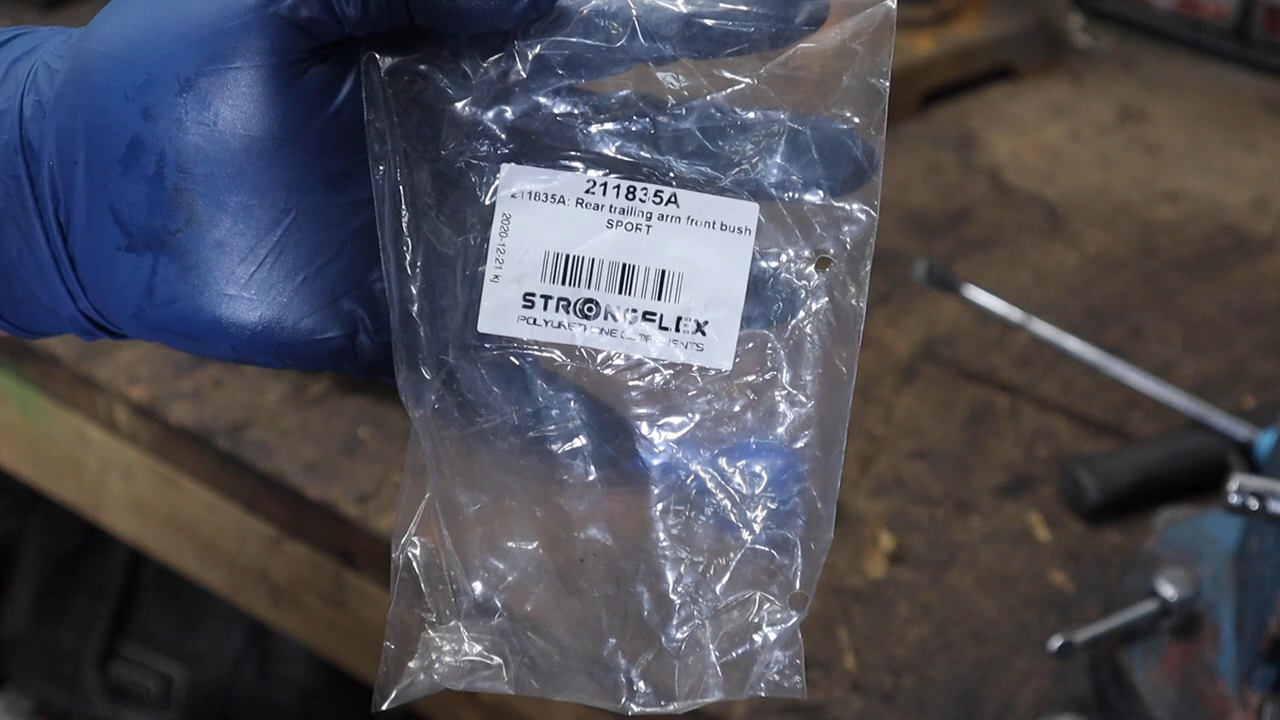 211835A
211835A: Rear trailing arm front bush
SPORT
2020-12-21 kj
STRONGFLEX
POLYURETHANE COMPONENTS